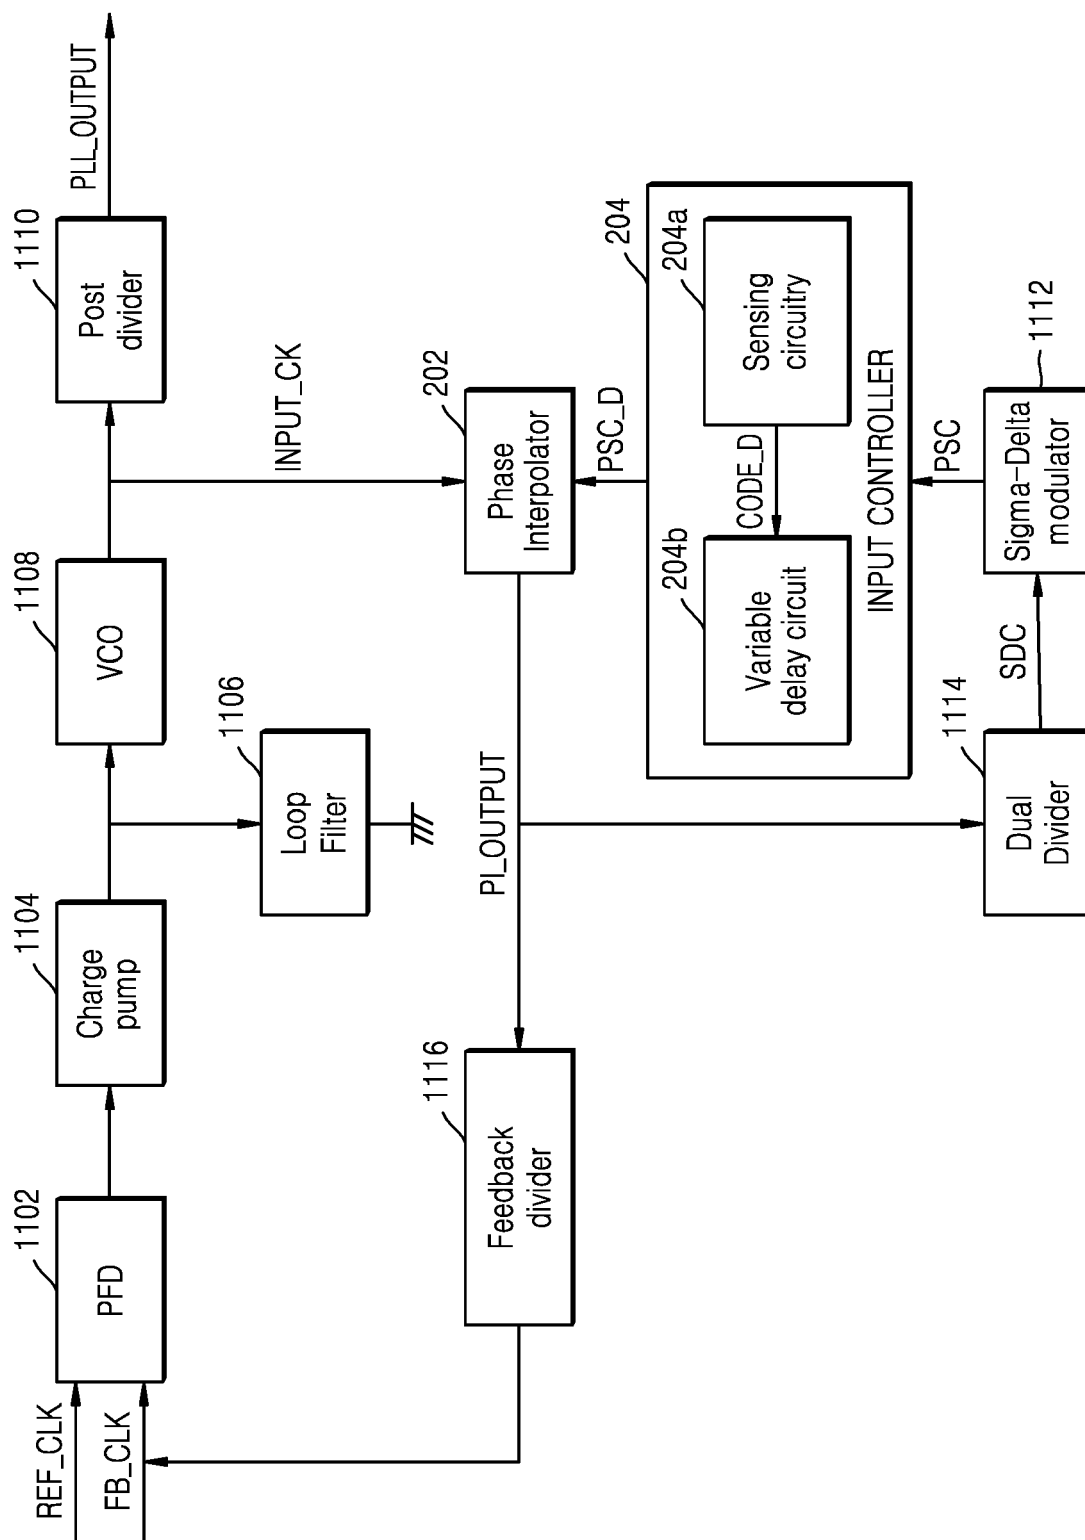 REF_CLK
FB_CLK
1102
PFD
1104
Charge
pump
1106
Loop
Filter
1108
VCO
1110
Post
divider
PLL_OUTPUT
INPUT_CK
1116
Feedback
divider
PI_OUTPUT
202
Phase
Interpolator
PSC_D
204
204b
Variable
delay circuit
CODE_D
204a
Sensing
circuitry
INPUT CONTROLLER
1114
Dual
Divider
SDC
PSC
1112
Sigma-Delta
modulator